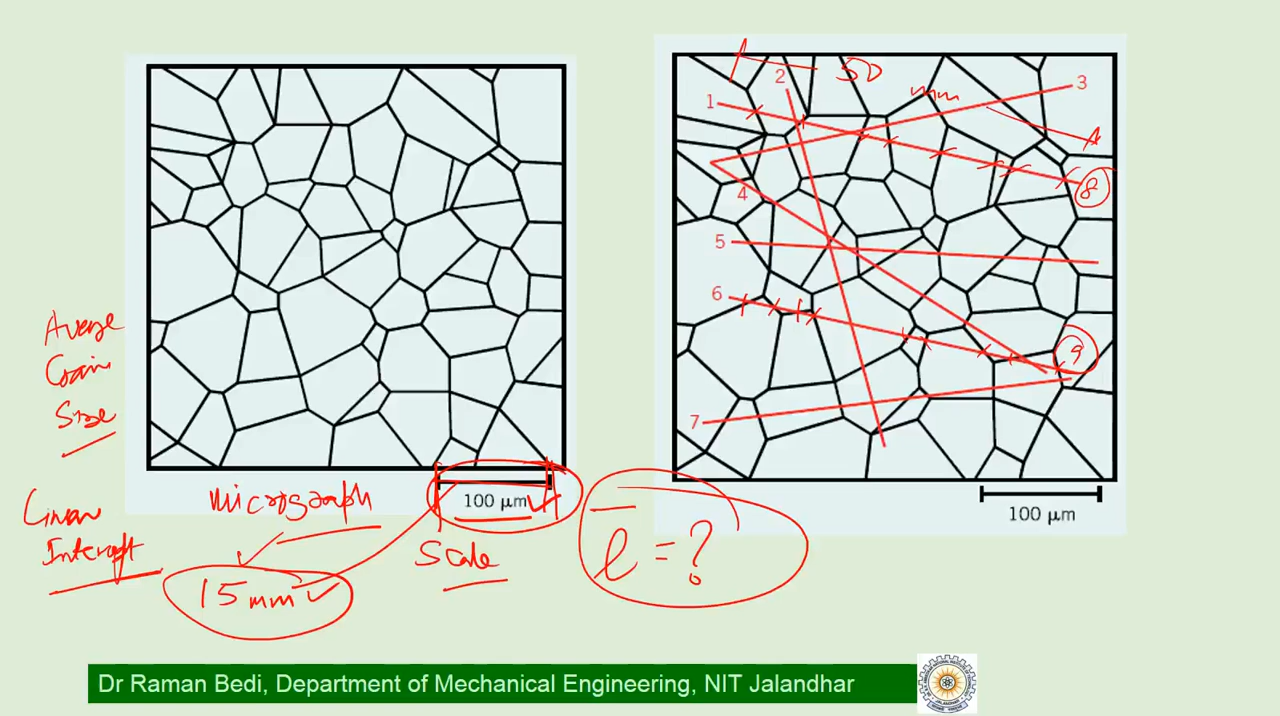 50
mm
2
1
3
8
4
5
6
9
7
Average
Grain
Size
100 μm
100 μm
Linear
Intercept
micrograph
Scale
l = ?
15 mm
Dr Raman Bedi, Department of Mechanical Engineering, NIT Jalandhar